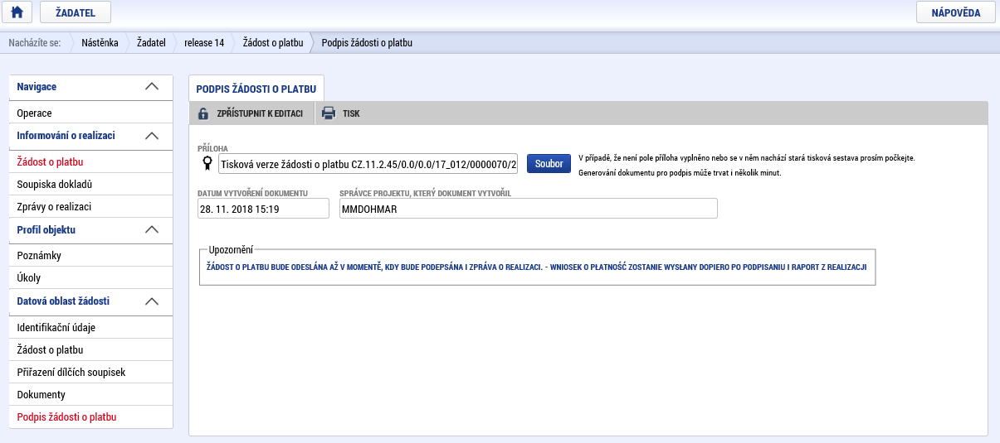 ŽADATEL
NÁPOVĚDA
Nacházíte se:
Nástěnka
Žadatel
release 14
Žádost o platbu
Podpis žádosti o platbu
Navigace
Operace
Informování o realizaci
Žádost o platbu
Soupiska dokladů
Zprávy o realizaci
Profil objektu
Poznámky
Úkoly
Datová oblast žádosti
Identifikační údaje
Žádost o platbu
Přiřazení dílčích soupisek
Dokumenty
Podpis žádosti o platbu
PODPIS ŽÁDOSTI O PLATBU
ZPŘÍSTUPNIT K EDITACI
TISK
PŘÍLOHA
Tisková verze žádosti o platbu CZ.11.2.45/0.0/0.0/17_012/0000070/2
Soubor
V případě, že není pole příloha vyplněno nebo se v něm nachází stará tisková sestava prosím počkejte.
Generování dokumentu pro podpis může trvat i několik minut.
DATUM VYTVOŘENÍ DOKUMENTU
SPRÁVCE PROJEKTU, KTERÝ DOKUMENT VYTVOŘIL
28. 11. 2018 15:19
MMDOHMAR
Upozornění
ŽÁDOST O PLATBU BUDE ODESLÁNA AŽ V MOMENTĚ, KDY BUDE PODEPSÁNA I ZPRÁVA O REALIZACI. - WNIOSEK O PŁATNOŚĆ ZOSTANIE WYSŁANY DOPIERO PO PODPISANIU I RAPORT Z REALIZACJI